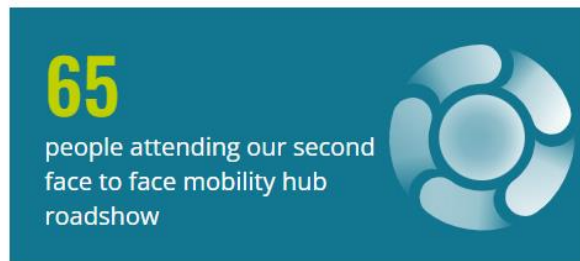 65
people attending our second
face to face mobility hub
roadshow